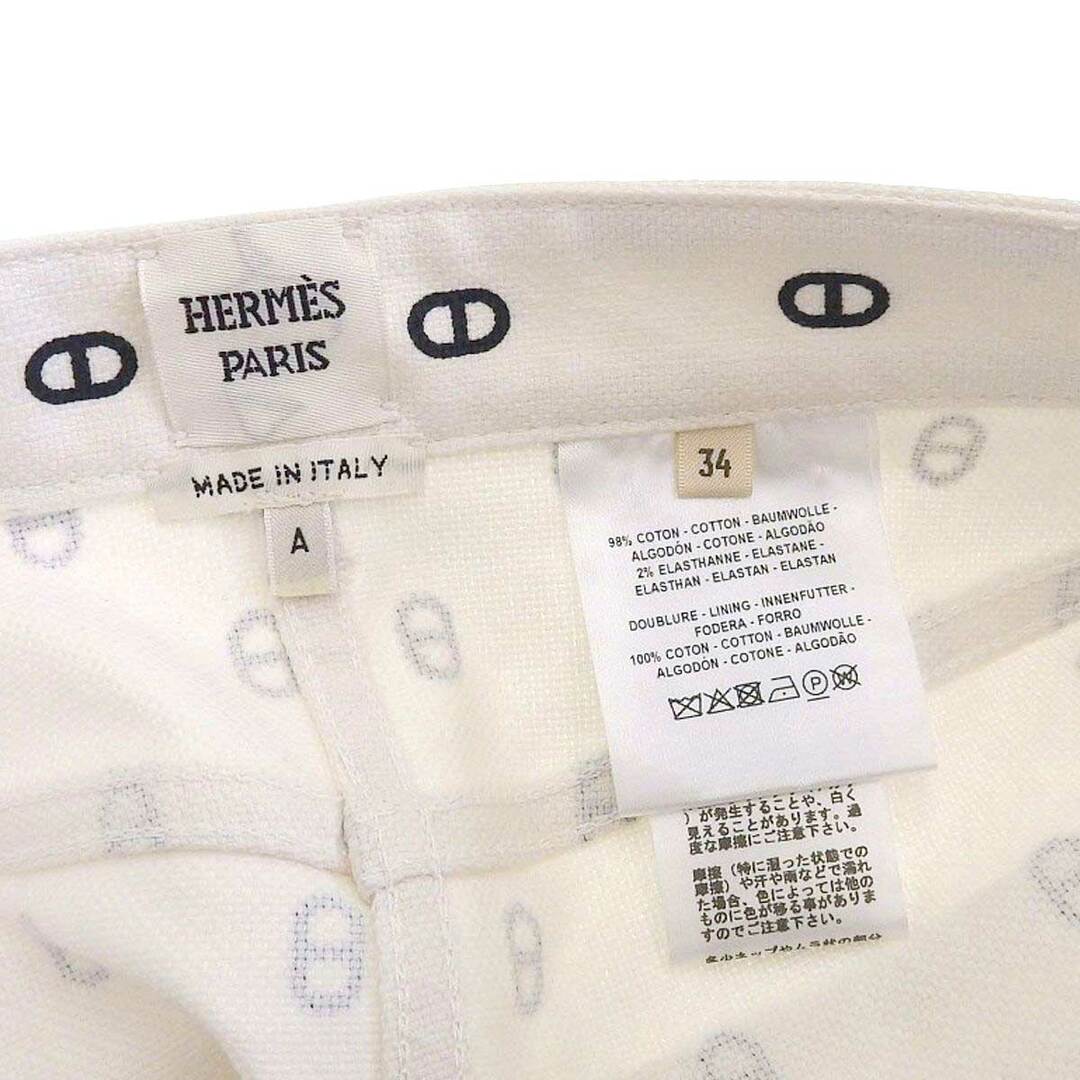 HERMÈS
PARIS
MADE IN ITALY
A
34
98% COTON - COTTON - BAUMWOLLE -
ALGODÓN - COTONE - ALGODÃO
2% ELASTHANNE - ELASTANE -
ELASTHAN - ELASTAN - ELASTAN
DOUBLURE - LINING - INNENFUTTER -
FODERA - FORRO
100% COTON - COTTON - BAUMWOLLE -
ALGODÓN - COTONE - ALGODÃO
P
W
)が発生することや、白く
見えることがあります。過
度な摩擦にご注意下さい。
摩擦（特に湿った状態での
摩擦）や汗や雨などで濡れ
た場合、色によっては他の
ものに色が移る事がありま
すのでご注意下さい。